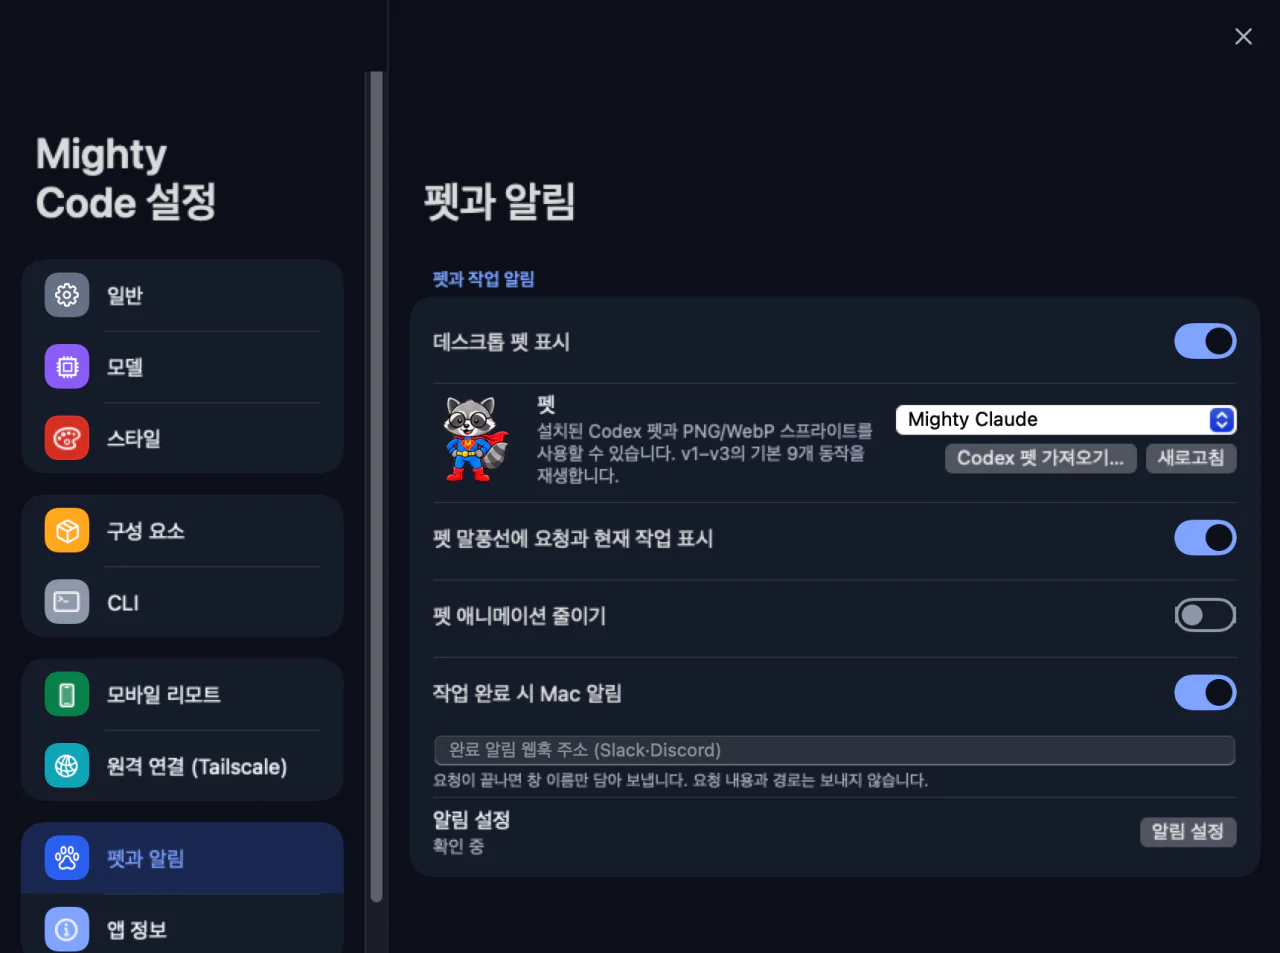 Mighty
Code 설정
일반
모델
스타일
구성 요소
CLI
모바일 리모트
원격 연결 (Tailscale)
펫과 알림
앱 정보
펫과 알림
펫과 작업 알림
데스크톱 펫 표시
펫
설치된 Codex 펫과 PNG/WebP 스프라이트를
사용할 수 있습니다. v1–v3의 기본 9개 동작을
재생합니다.
Mighty Claude
Codex 펫 가져오기...
새로고침
펫 말풍선에 요청과 현재 작업 표시
펫 애니메이션 줄이기
작업 완료 시 Mac 알림
완료 알림 웹훅 주소 (Slack·Discord)
요청이 끝나면 창 이름만 담아 보냅니다. 요청 내용과 경로는 보내지 않습니다.
알림 설정
확인 중
알림 설정